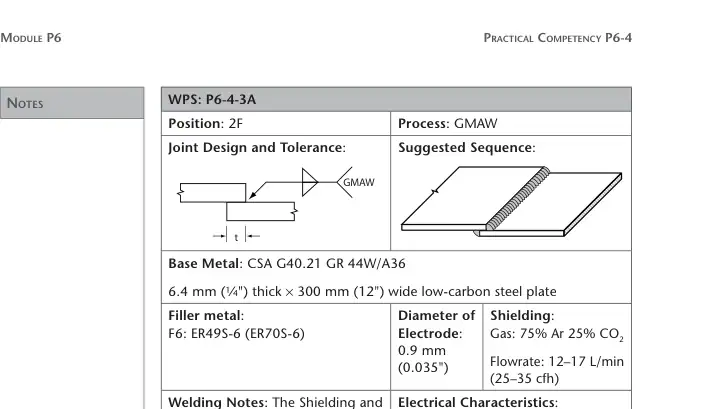 MODULE P6
PRACTICAL COMPETENCY P6-4
NOTES
WPS: P6-4-3A
Position: 2F
Process: GMAW
Joint Design and Tolerance:
GMAW
t
Suggested Sequence:
Base Metal: CSA G40.21 GR 44W/A36
6.4 mm (¼") thick × 300 mm (12") wide low-carbon steel plate
Filler metal:
F6: ER49S-6 (ER70S-6)
Diameter of
Electrode:
0.9 mm
(0.035")
Shielding:
Gas: 75% Ar 25% CO₂
Flowrate: 12–17 L/min
(25–35 cfh)
Welding Notes: The Shielding and
Electrical Characteristics: